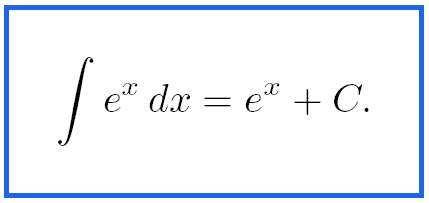 ∫ eˣ dx = eˣ + C.